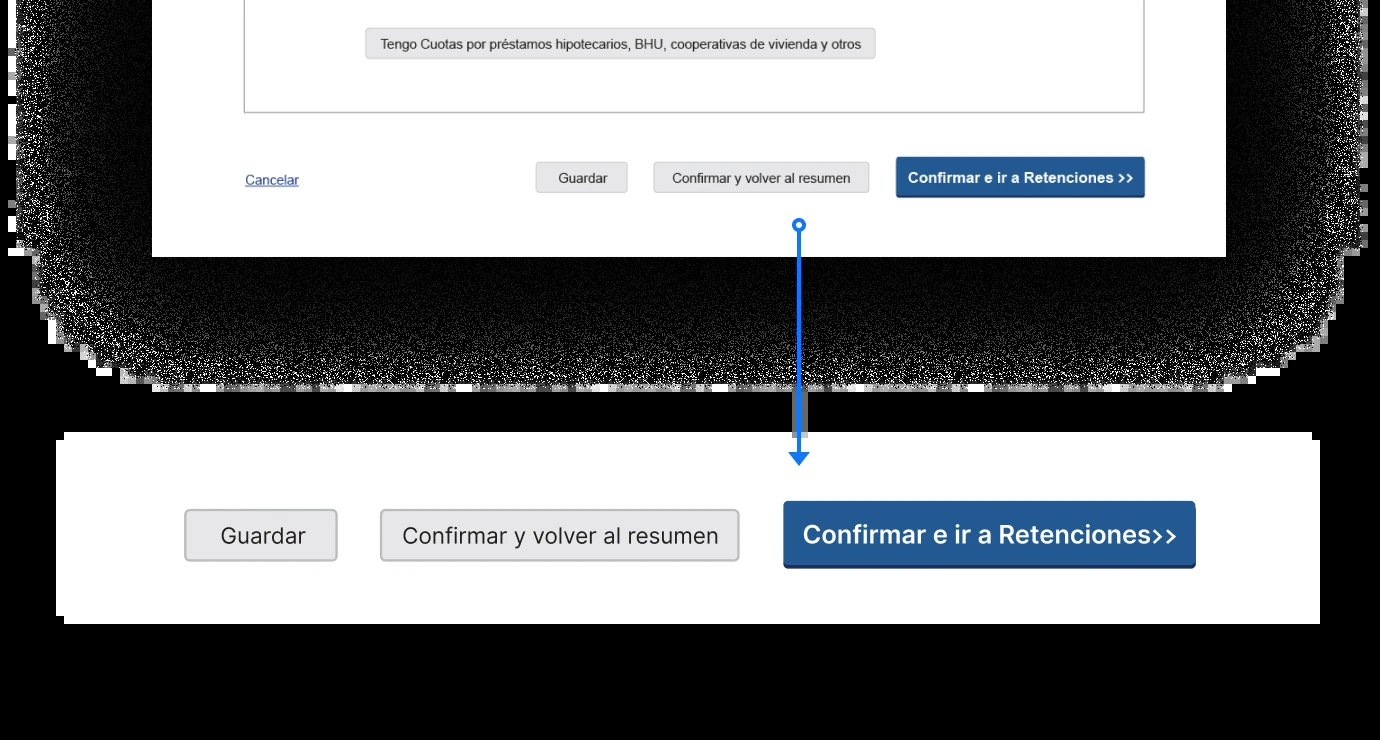 Tengo Cuotas por préstamos hipotecarios, BHU, cooperativas de vivienda y otros
Cancelar
Guardar
Confirmar y volver al resumen
Confirmar e ir a Retenciones >>
Guardar
Confirmar y volver al resumen
Confirmar e ir a Retenciones>>